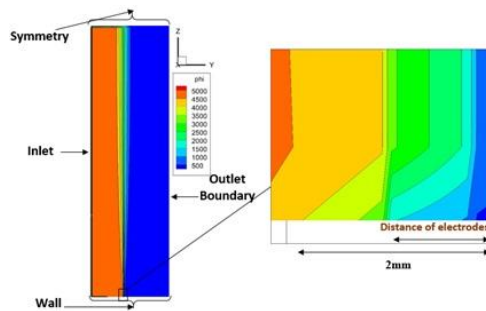 Symmetry
Z
X Y
phi
5000
4500
4000
3500
3000
2500
2000
1500
1000
500
Inlet
Outlet
Boundary
Wall
Distance of electrodes
2mm